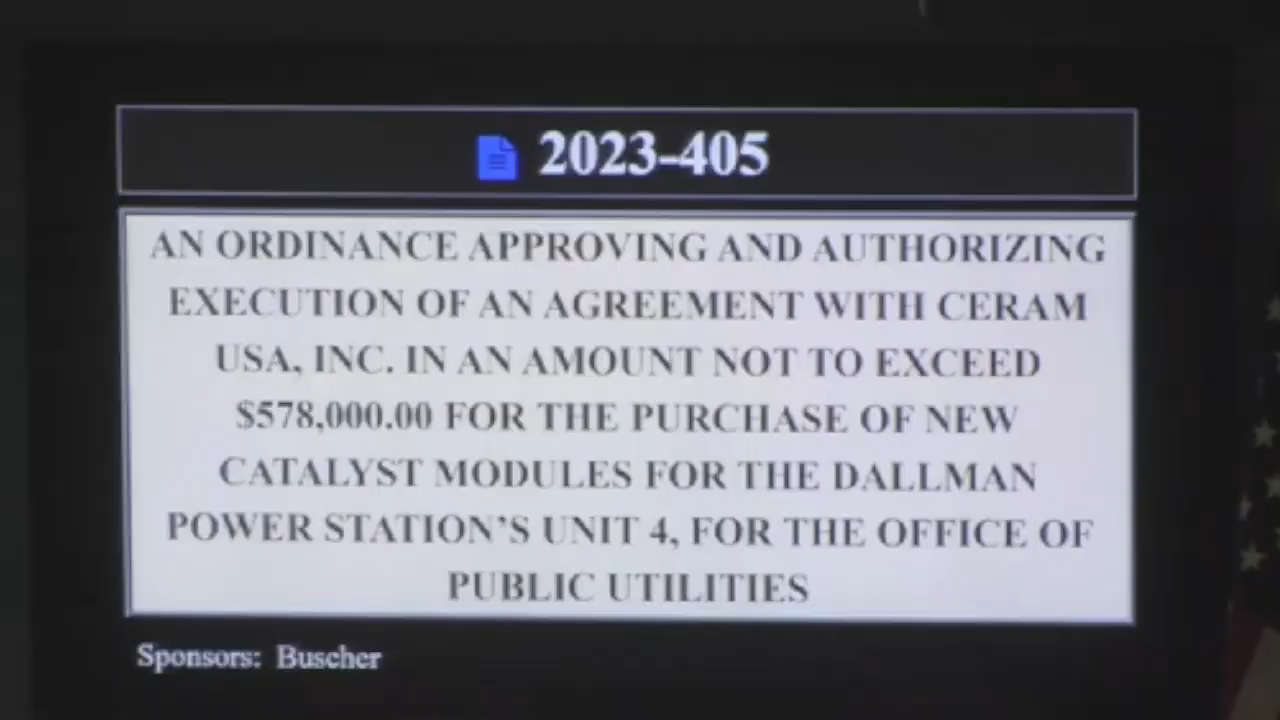 2023-405
AN ORDINANCE APPROVING AND AUTHORIZING
EXECUTION OF AN AGREEMENT WITH CERAM
USA, INC. IN AN AMOUNT NOT TO EXCEED
$578,000.00 FOR THE PURCHASE OF NEW
CATALYST MODULES FOR THE DALLMAN
POWER STATION'S UNIT 4, FOR THE OFFICE OF
PUBLIC UTILITIES
Sponsors: Buscher